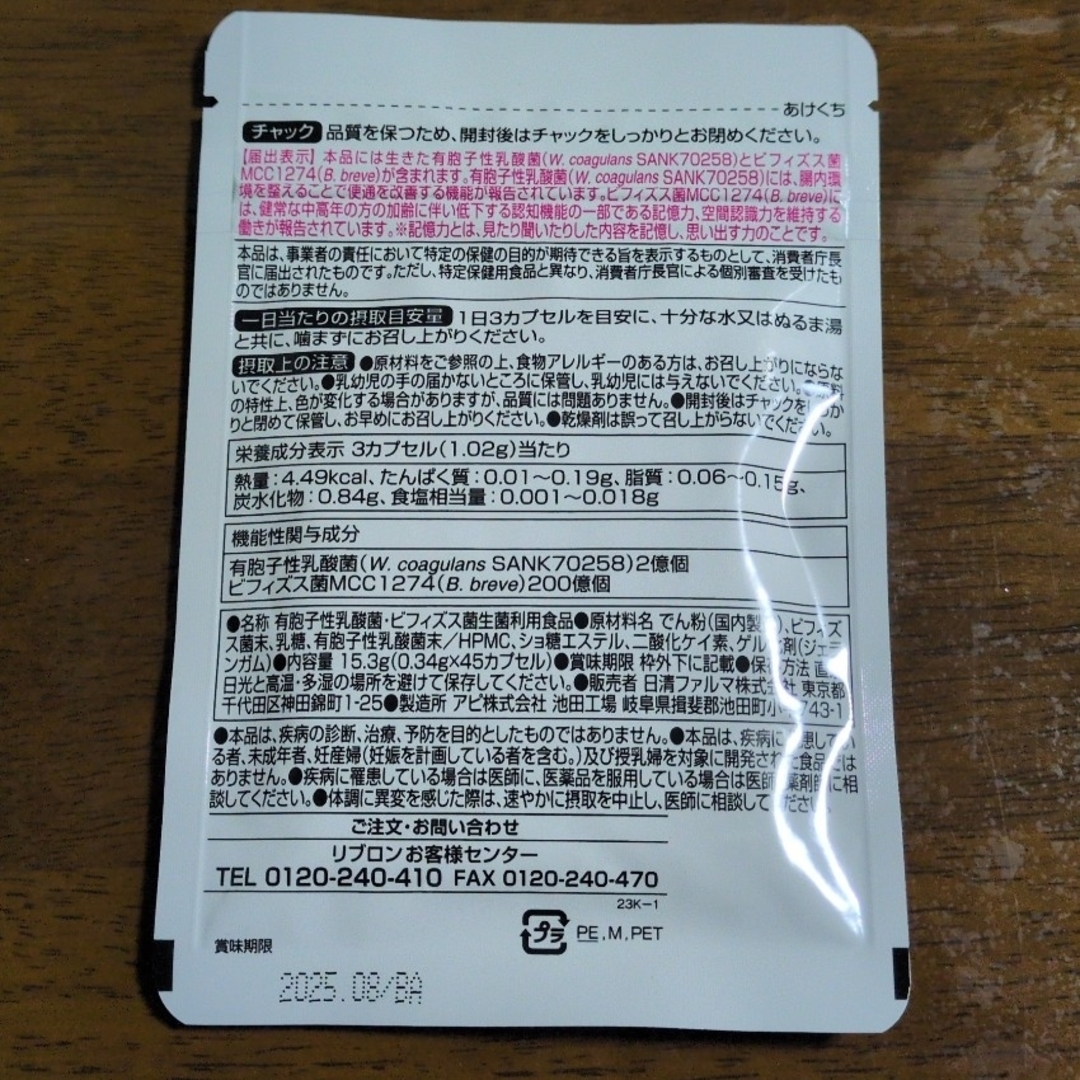 あけくち
チャック 品質を保つため、開封後はチャックをしっかりとお閉めください。
【届出表示】本品には生きた有胞子性乳酸菌(W. coagulans SANK70258)とビフィズス菌
MCC1274(B. breve)が含まれます。有胞子性乳酸菌(W. coagulans SANK70258)には、腸内環
境を整えることで便通を改善する機能が報告されています。ビフィズス菌MCC1274(B. breve)に
は、健常な中高年の方の加齢に伴い低下する認知機能の一部である記憶力、空間認識力を維持する
働きが報告されています。※記憶力とは、見たり聞いたりした内容を記憶し、思い出す力のことです。
本品は、事業者の責任において特定の保健の目的が期待できる旨を表示するものとして、消費者庁長
官に届出されたものです。ただし、特定保健用食品と異なり、消費者庁長官による個別審査を受けたも
のではありません。
一日当たりの摂取目安量 1日3カプセルを目安に、十分な水又はぬるま湯
と共に、噛まずにお召し上がりください。
摂取上の注意 ●原材料をご参照の上、食物アレルギーのある方は、お召し上がりにならな
いでください。●乳幼児の手の届かないところに保管し、乳幼児には与えないでください。●原料
の特性上、色が変化する場合がありますが、品質には問題ありません。●開封後はチャックをしっか
りと閉めて保管し、お早めにお召し上がりください。●乾燥剤は誤って召し上がらないでください。
栄養成分表示 3カプセル(1.02g)当たり
熱量:4.49kcal、たんぱく質:0.01～0.19g、脂質:0.06～0.15g、
炭水化物:0.84g、食塩相当量:0.001～0.018g
機能性関与成分
有胞子性乳酸菌(W. coagulans SANK70258)2億個
ビフィズス菌MCC1274(B. breve)200億個
●名称 有胞子性乳酸菌・ビフィズス菌生菌利用食品●原材料名 でん粉(国内製)、ビフィズ
ス菌末、乳糖、有胞子性乳酸菌末/HPMC、ショ糖エステル、二酸化ケイ素、ゲル剤(ジェラ
ンガム)●内容量 15.3g(0.34g×45カプセル)●賞味期限 枠外下に記載●保存方法 直射
日光と高温・多湿の場所を避けて保存してください。●販売者 日清ファルマ株式会社 東京都
千代田区神田錦町1-25●製造所 アピ株式会社 池田工場 岐阜県揖斐郡池田町小743-1
●本品は、疾病の診断、治療、予防を目的としたものではありません。●本品は、疾病に罹患してい
る者、未成年者、妊産婦(妊娠を計画している者を含む。)及び授乳婦を対象に開発された食品では
ありません。●疾病に罹患している場合は医師に、医薬品を服用している場合は医師、薬剤師に相
談してください。●体調に異変を感じた際は、速やかに摂取を中止し、医師に相談してください。
ご注文・お問い合わせ
リブロンお客様センター
TEL 0120-240-410 FAX 0120-240-470
23K-1
プラ PE、M、PET
賞味期限
2025.08/BA